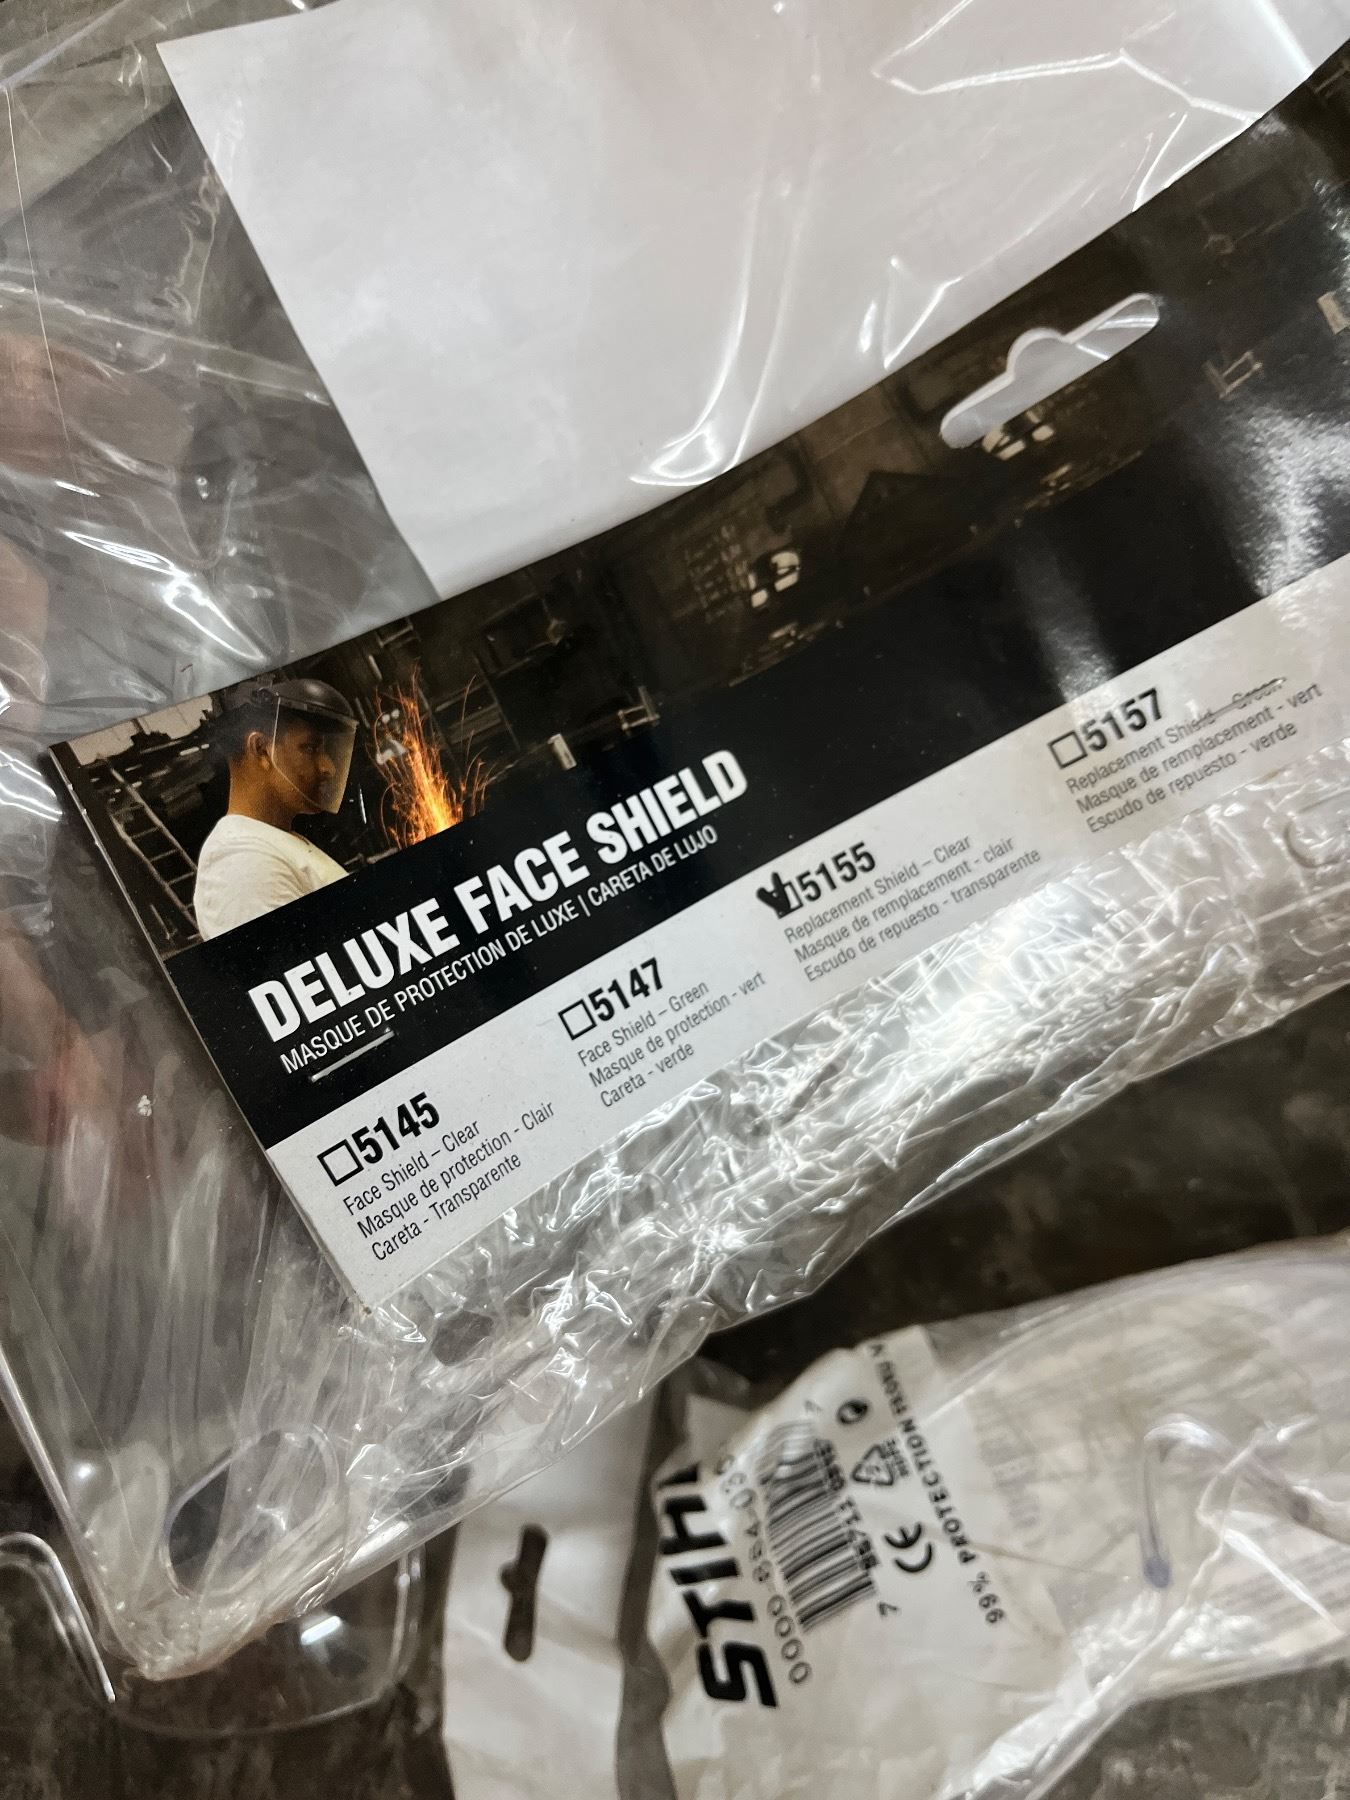 DELUXE FACE SHIELD
MASQUE DE PROTECTION DE LUXE | CARETA DE LUJO
5145
Face Shield – Clear
Masque de protection - Clair
Careta - Transparente
5147
Face Shield – Green
Masque de protection - vert
Careta - verde
5155
Replacement Shield – Clear
Masque de remplacement - clair
Escudo de repuesto - transparente
5157
Replacement Shield – Green
Masque de remplacement - vert
Escudo de repuesto - verde
STIHL
0000-884-03
CE
99% PROTECTION